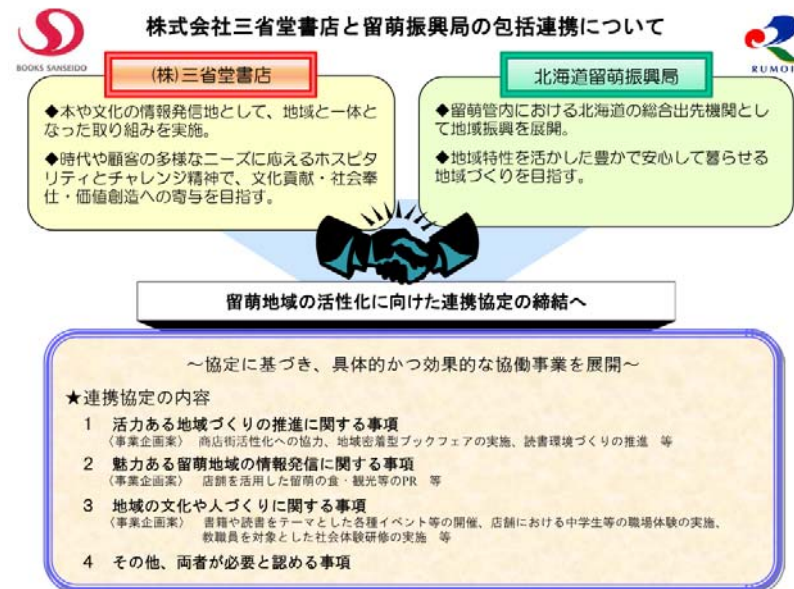 株式会社三省堂書店と留萌振興局の包括連携について
BOOKS SANSEIDO
RUMOI
(株)三省堂書店
◆本や文化の情報発信地として、地域と一体と
なった取り組みを実施。
◆時代や顧客の多様なニーズに応えるホスピタ
リティとチャレンジ精神で、文化貢献・社会奉
仕・価値創造への寄与を目指す。
北海道留萌振興局
◆留萌管内における北海道の総合出先機関とし
て地域振興を展開。
◆地域特性を活かした豊かで安心して暮らせる
地域づくりを目指す。
留萌地域の活性化に向けた連携協定の締結へ
～協定に基づき、具体的かつ効果的な協働事業を展開～
★連携協定の内容
1 活力ある地域づくりの推進に関する事項
〈事業企画案〉 商店街活性化への協力、地域密着型ブックフェアの実施、読書環境づくりの推進 等
2 魅力ある留萌地域の情報発信に関する事項
〈事業企画案〉 店舗を活用した留萌の食・観光等のPR 等
3 地域の文化や人づくりに関する事項
〈事業企画案〉 書籍や読書をテーマとした各種イベント等の開催、店舗における中学生等の職場体験の実施、
教職員を対象とした社会体験研修の実施 等
4 その他、両者が必要と認める事項